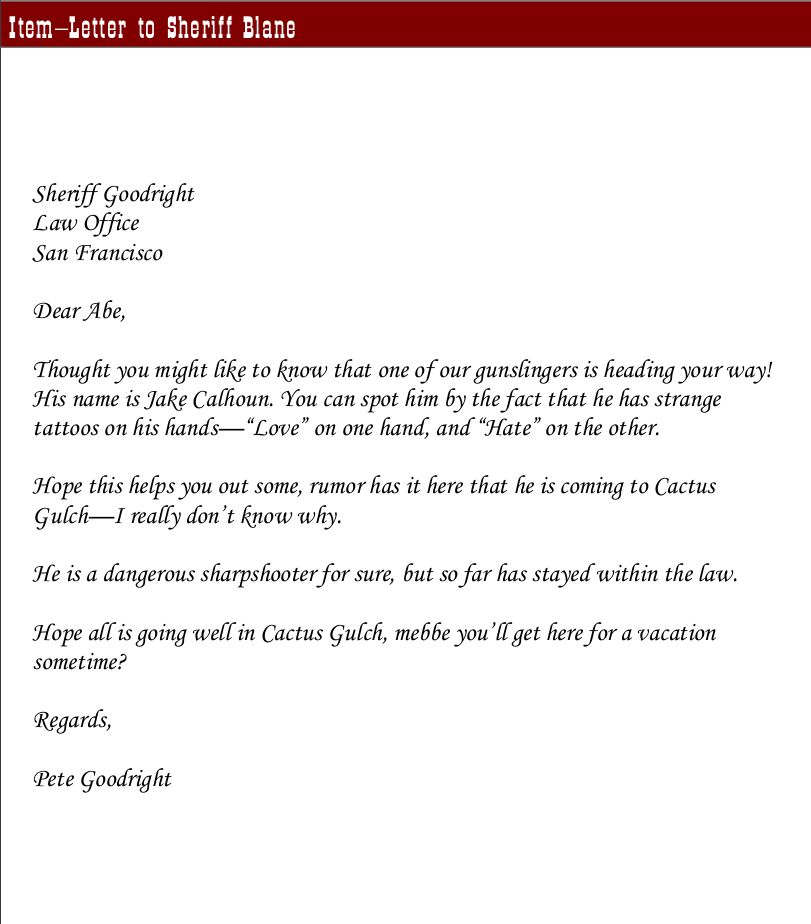 Item—Letter to Sheriff Blane
Sheriff Goodright
Law Office
San Francisco
Dear Abe,
Thought you might like to know that one of our gunslingers is heading your way!
His name is Jake Calhoun. You can spot him by the fact that he has strange
tattoos on his hands—“Love” on one hand, and “Hate” on the other.
Hope this helps you out some, rumor has it here that he is coming to Cactus
Gulch—I really don’t know why.
He is a dangerous sharpshooter for sure, but so far has stayed within the law.
Hope all is going well in Cactus Gulch, mebbe you’ll get here for a vacation
sometime?
Regards,
Pete Goodright